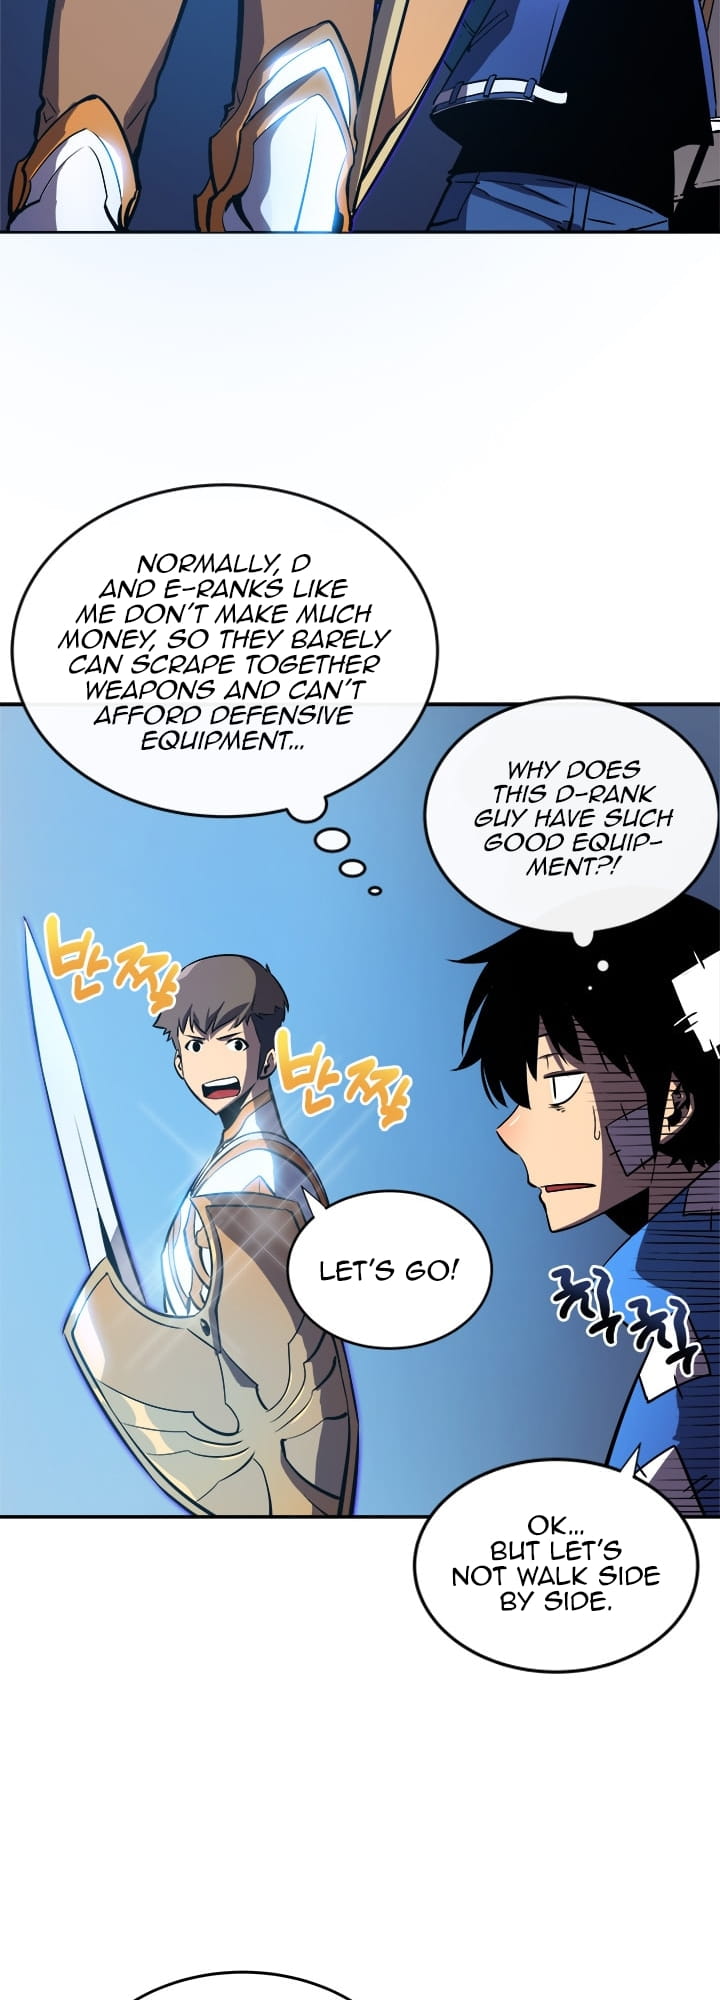 NORMALLY, D
AND E-RANKS LIKE
ME DON'T MAKE MUCH
MONEY, SO THEY BARELY
CAN SCRAPE TOGETHER
WEAPONS AND CAN'T
AFFORD DEFENSIVE
EQUIPMENT...
WHY DOES
THIS D-RANK
GUY HAVE SUCH
GOOD EQUIP-
MENT?!
반짝
반짝
LET'S GO!
칙칙
OK...
BUT LET'S
NOT WALK SIDE
BY SIDE.